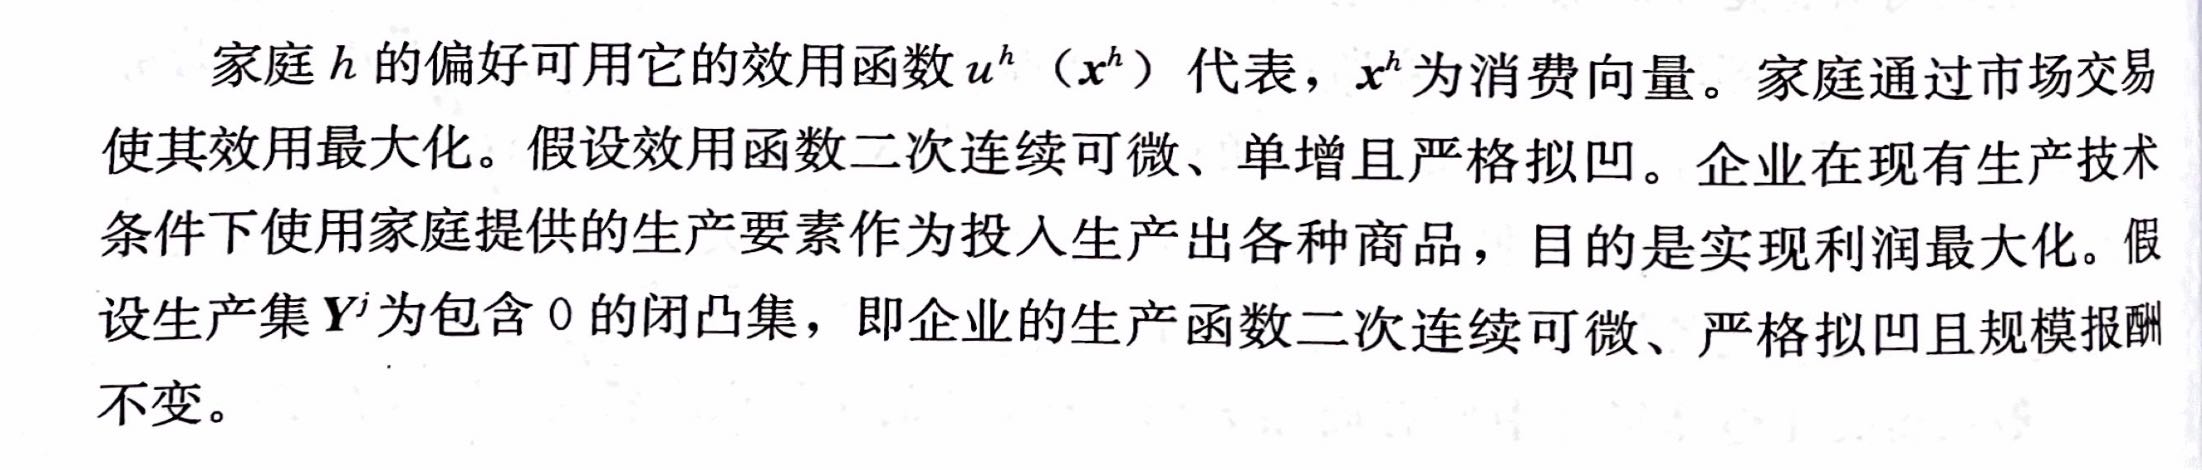 家庭 h 的偏好可用它的效用函数 uʰ（xʰ）代表，xʰ 为消费向量。家庭通过市场交易
使其效用最大化。假设效用函数二次连续可微、单增且严格拟凹。企业在现有生产技术
条件下使用家庭提供的生产要素作为投入生产出各种商品，目的是实现利润最大化。假
设生产集 Yʲ 为包含 0 的闭凸集，即企业的生产函数二次连续可微、严格拟凹且规模报酬
不变。